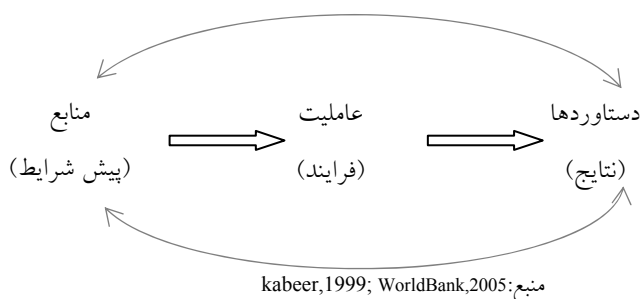 منابع عاملیت دستاوردها
(پیش شرایط) (فرایند) (نتایج)
منبع:kabeer,1999; WorldBank,2005